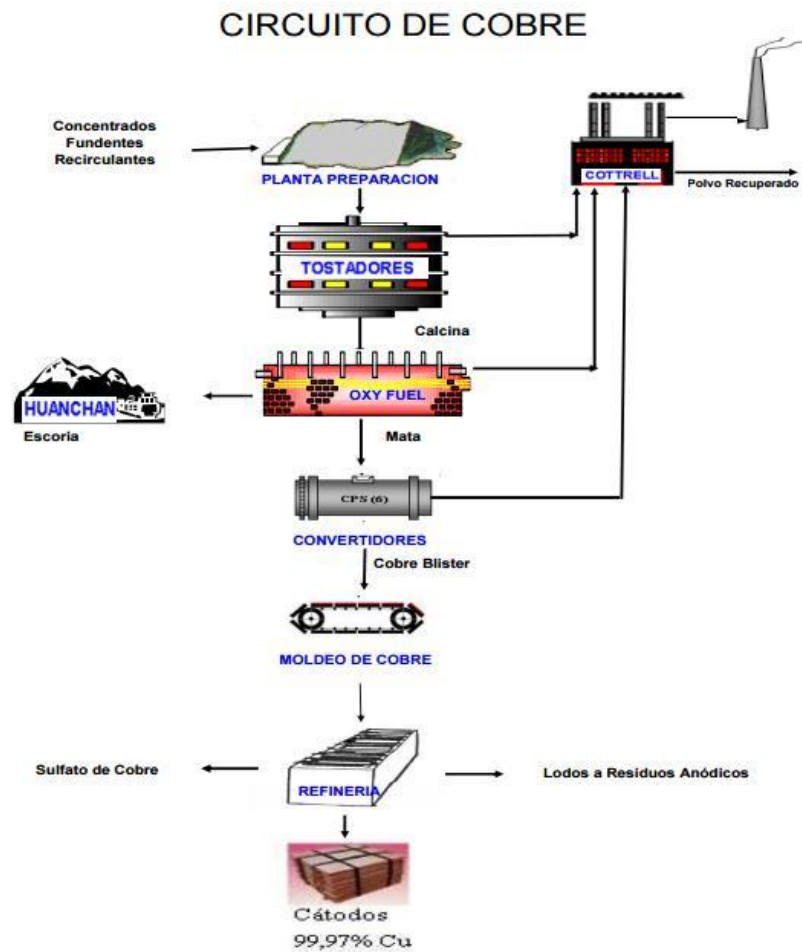 CIRCUITO DE COBRE
Concentrados
Fundentes
Recirculantes
PLANTA PREPARACION
COTTRELL
Polvo Recuperado
TOSTADORES
Calcina
OXY FUEL
HUANCHAN
Escoria
Mata
CPS (6)
CONVERTIDORES
Cobre Blister
MOLDEO DE COBRE
Sulfato de Cobre
Lodos a Residuos Anódicos
REFINERIA
Cátodos
99,97% Cu